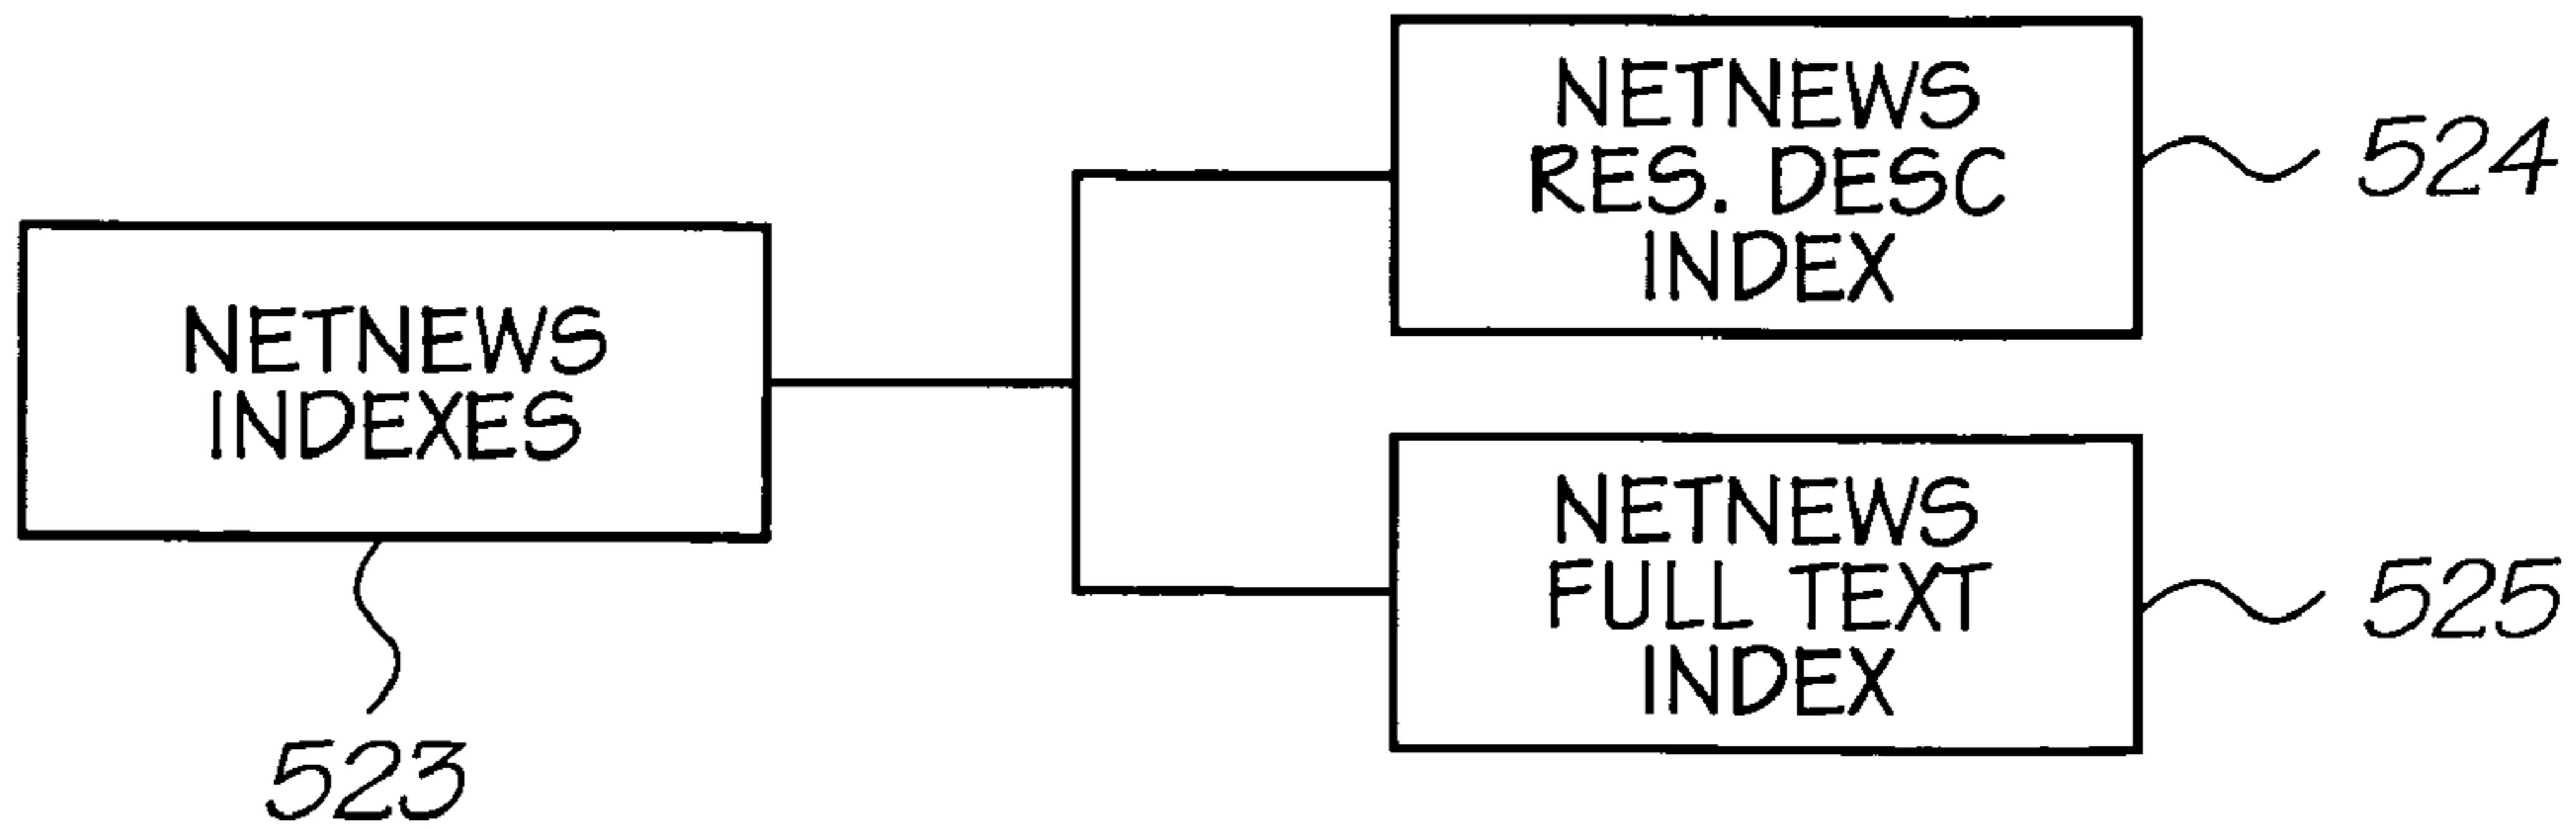 NETNEWS
INDEXES
523
NETNEWS
RES. DESC
INDEX
524
NETNEWS
FULL TEXT
INDEX
525